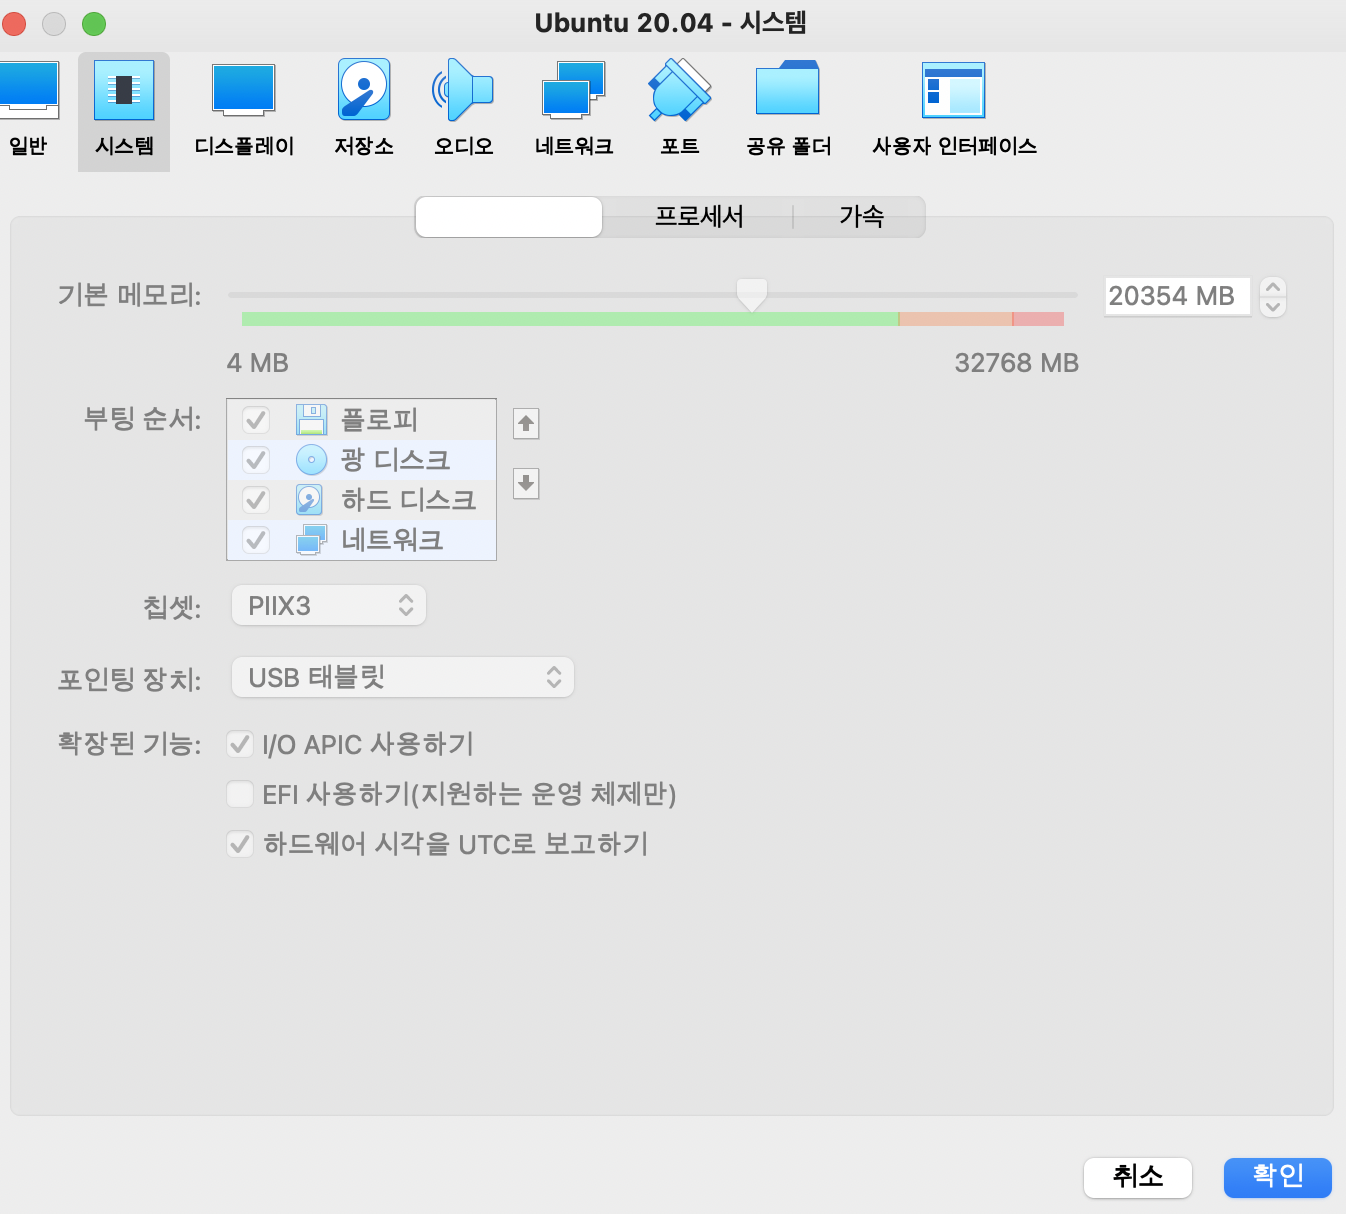 Ubuntu 20.04 - 시스템
일반 시스템 디스플레이 저장소 오디오 네트워크 포트 공유 폴더 사용자 인터페이스
프로세서 가속
기본 메모리: 20354 MB
4 MB 32768 MB
부팅 순서: 플로피
광 디스크
하드 디스크
네트워크
칩셋: PIIX3
포인팅 장치: USB 태블릿
확장된 기능: I/O APIC 사용하기
EFI 사용하기(지원하는 운영 체제만)
하드웨어 시각을 UTC로 보고하기
취소 확인